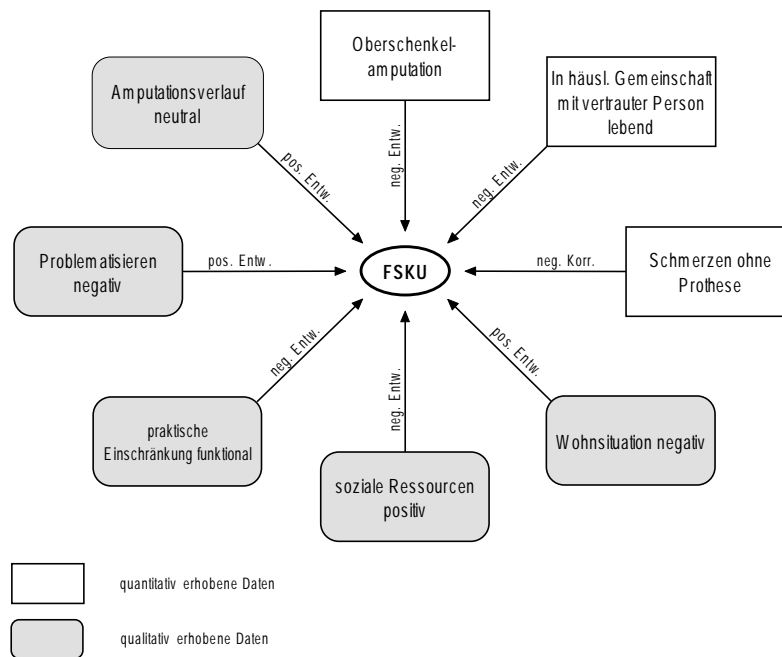 Oberschenkel-
amputation
Amputationsverlauf
neutral
In häusl. Gemeinschaft
mit vertrauter Person
lebend
pos. Entw.
neg. Entw.
neg. Entw.
Problematisieren
negativ
pos. Entw.
FSKU
neg. Korr.
Schmerzen ohne
Prothese
neg. Entw.
neg. Entw.
pos. Entw.
praktische
Einschränkung funktional
soziale Ressourcen
positiv
Wohnsituation negativ
quantitativ erhobene Daten
qualitativ erhobene Daten